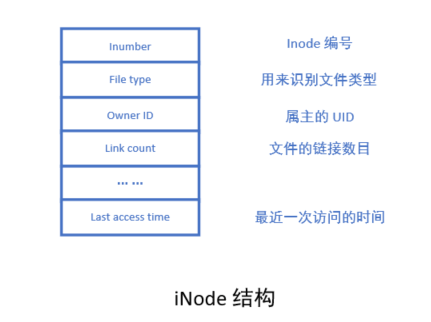 Inumber Inode 编号
File type 用来识别文件类型
Owner ID 属主的 UID
Link count 文件的链接数目
... ...
Last access time 最近一次访问的时间
iNode 结构